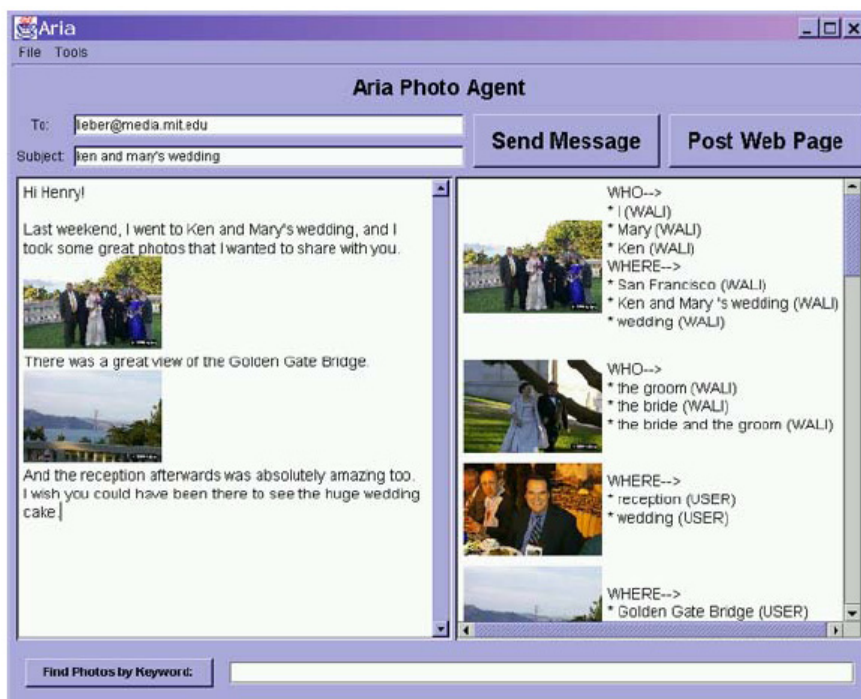 Aria
File Tools
Aria Photo Agent
To: lieber@media.mit.edu
Subject: ken and mary's wedding
Send Message
Post Web Page
Hi Henry!
Last weekend, I went to Ken and Mary's wedding, and I
took some great photos that I wanted to share with you.
There was a great view of the Golden Gate Bridge.
And the reception afterwards was absolutely amazing too.
I wish you could have been there to see the huge wedding
cake.
WHO-->
* I (WALI)
* Mary (WALI)
* Ken (WALI)
WHERE-->
* San Francisco (WALI)
* Ken and Mary 's wedding (WALI)
* wedding (WALI)
WHO-->
* the groom (WALI)
* the bride (WALI)
* the bride and the groom (WALI)
WHERE-->
* reception (USER)
* wedding (USER)
WHERE-->
* Golden Gate Bridge (USER)
Find Photos by Keyword: